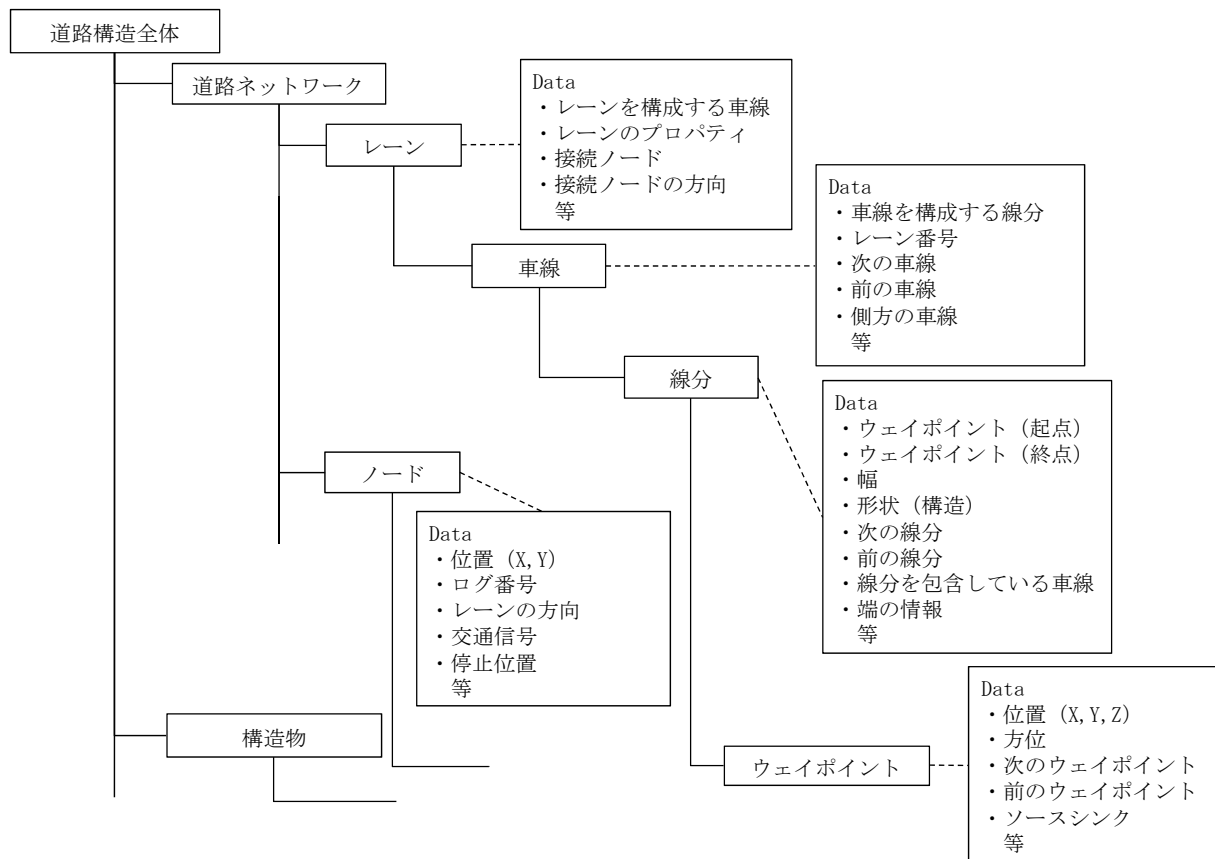 道路構造全体
道路ネットワーク
レーン
Data
・レーンを構成する車線
・レーンのプロパティ
・接続ノード
・接続ノードの方向
等
車線
Data
・車線を構成する線分
・レーン番号
・次の車線
・前の車線
・側方の車線
等
線分
Data
・ウェイポイント（起点）
・ウェイポイント（終点）
・幅
・形状（構造）
・次の線分
・前の線分
・線分を包含している車線
・端の情報
等
ノード
Data
・位置（X,Y）
・ログ番号
・レーンの方向
・交通信号
・停止位置
等
構造物
ウェイポイント
Data
・位置（X,Y,Z）
・方位
・次のウェイポイント
・前のウェイポイント
・ソースシンク
等